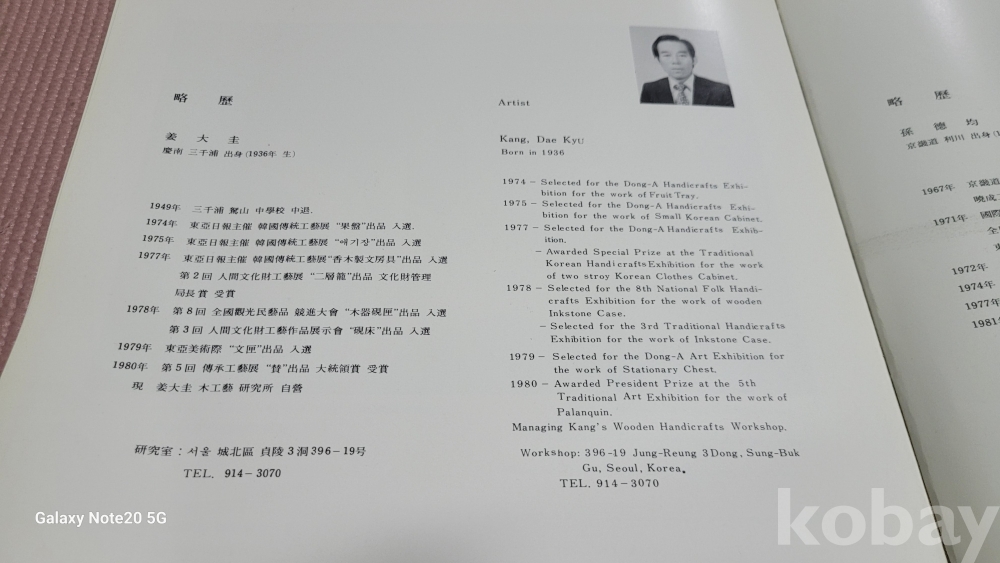 略 歷
姜 大 圭
慶南 三千浦 出身(1936年 生)
1949年 三千浦 鷲山 中學校 中退.
1974年 東亞日報主催 韓國傳統工藝展 "果盤" 出品 入選.
1975年 東亞日報主催 韓國傳統工藝展 "애기장"出品 入選
1977年 東亞日報主催 韓國傳統工藝展"香木製文房具"出品 入選
第2回 人間文化財工藝展 "二層龍"出品 文化財管理
局長賞 受賞
1978年 第8回 全國觀光民藝品 競進大會 "木器硯匣"出品 入選
第3回 人間文化財工藝作品展示會 "硯床"出品 入選
1979年 東亞美術際 "文匣"出品 入選
1980年 第5回 傳承工藝展 出品 大統領賞 受賞
現 姜大圭 木工藝 研究所 自營
研究室 : 서울 城北區 貞陵 3洞 396-19号
TEL. 914-3070
Artist
Kang, Dae Kyu
Born in 1936
1974 - Selected for the Dong-A Handicrafts Exhi-
bition for the work of Fruit Tray.
1975 - Selected for the Dong-A Handicrafts Exhi-
bition for the work of Small Korean Cabinet.
1977 - Selected for the Dong-A Handicrafts Exhib-
ition.
- Awarded Special Prize at the Traditional
Korean Handicrafts Exhibition for the work
of two stroy Korean Clothes Cabinet.
1978 - Selected for the 8th National Folk Handi-
crafts Exhibition for the work of wooden
Inkstone Case.
- Selected for the 3rd Traditional Handicrafts
Exhibition for the work of Inkstone Case.
1979 - Selected for the Dong-A Art Exhibition for
the work of Stationary Chest.
1980 - Awarded President Prize at the 5th
Traditional Art Exhibition for the work of
Palanquin.
Managing Kang's Wooden Handicrafts Workshop.
Workshop: 396-19 Jung-Reung 3Dong, Sung-Buk
Gu, Seoul, Korea.
TEL. 914-3070
略 歷
孫 德 均
京畿道 利川 出身(1
1967年 京畿
曉成
1971年 國際
全
1972年
1974年
1977年
1981
Galaxy Note20 5G
kobay